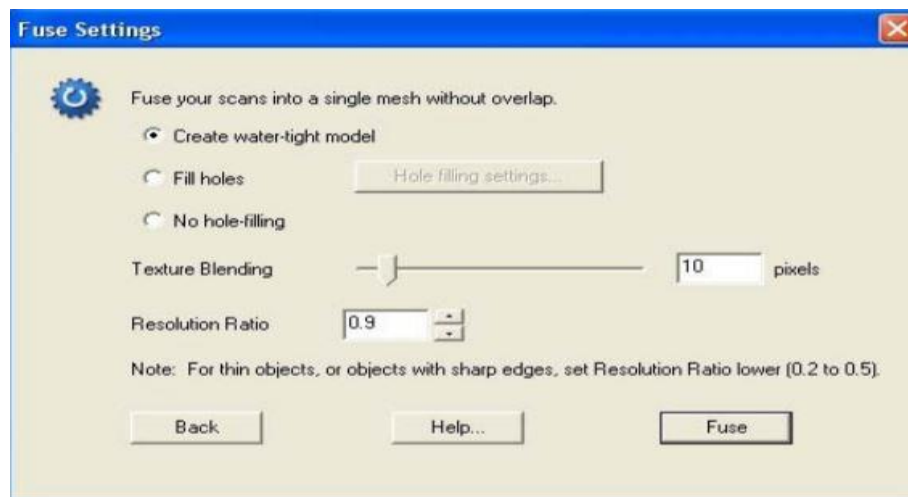 Fuse Settings
Fuse your scans into a single mesh without overlap.
Create water-tight model
Fill holes
Hole filling settings...
No hole-filling
Texture Blending
10
pixels
Resolution Ratio
0.9
Note: For thin objects, or objects with sharp edges, set Resolution Ratio lower (0.2 to 0.5).
Back
Help...
Fuse